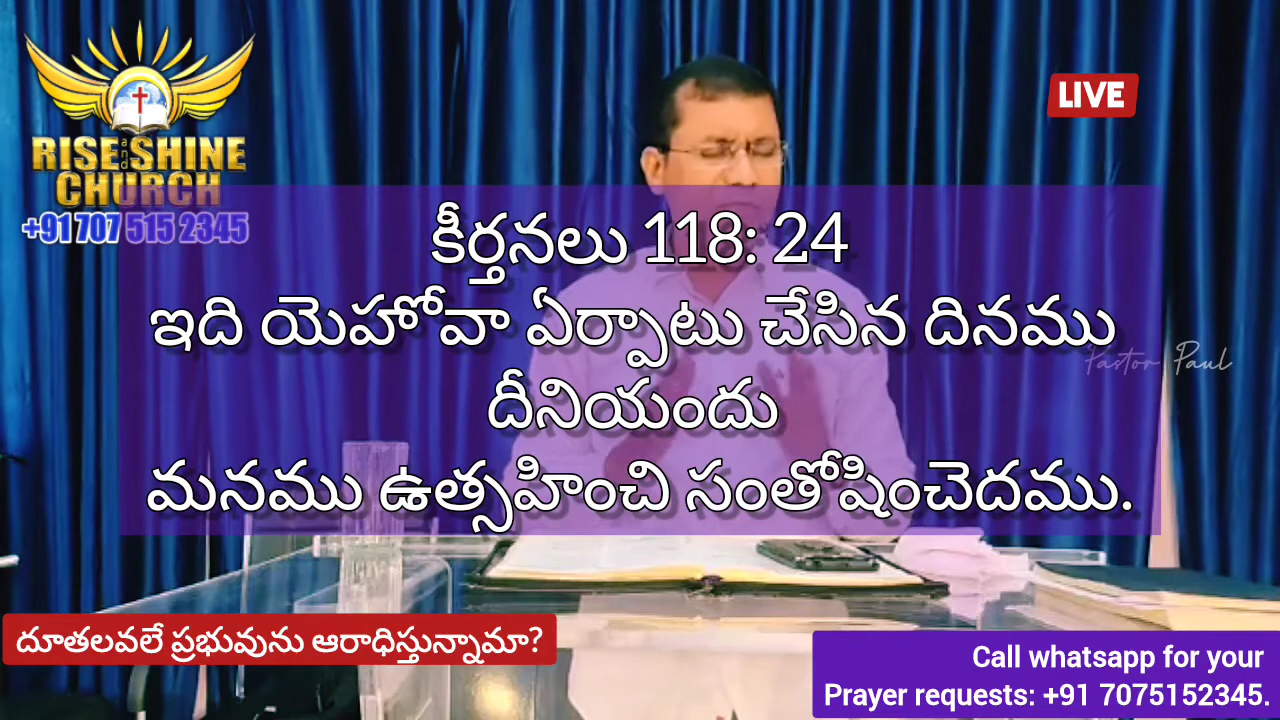 RISE and SHINE
CHURCH
+91 707 515 2345
LIVE
కీర్తనలు 118: 24
ఇది యెహోవా ఏర్పాటు చేసిన దినము
దీనియందు
మనము ఉత్సహించి సంతోషించెదము.
Pastor Paul
దూతలవలే ప్రభువును ఆరాధిస్తున్నామా?
Call whatsapp for your
Prayer requests: +91 7075152345.